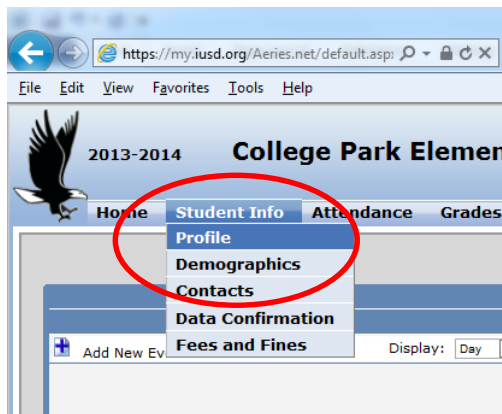 https://my.iusd.org/Aeries.net/default.asp:
File Edit View Favorites Tools Help
2013-2014 College Park Elemen
Home Student Info Attendance Grades
Profile
Demographics
Contacts
Data Confirmation
Fees and Fines
Add New Ev Display: Day